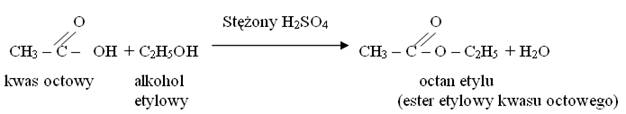 O Stężony H2SO4 O
CH3 – C – OH + C2H5OH CH3 – C – O – C2H5 + H2O
kwas octowy alkohol octan etylu
etylowy (ester etylowy kwasu octowego)